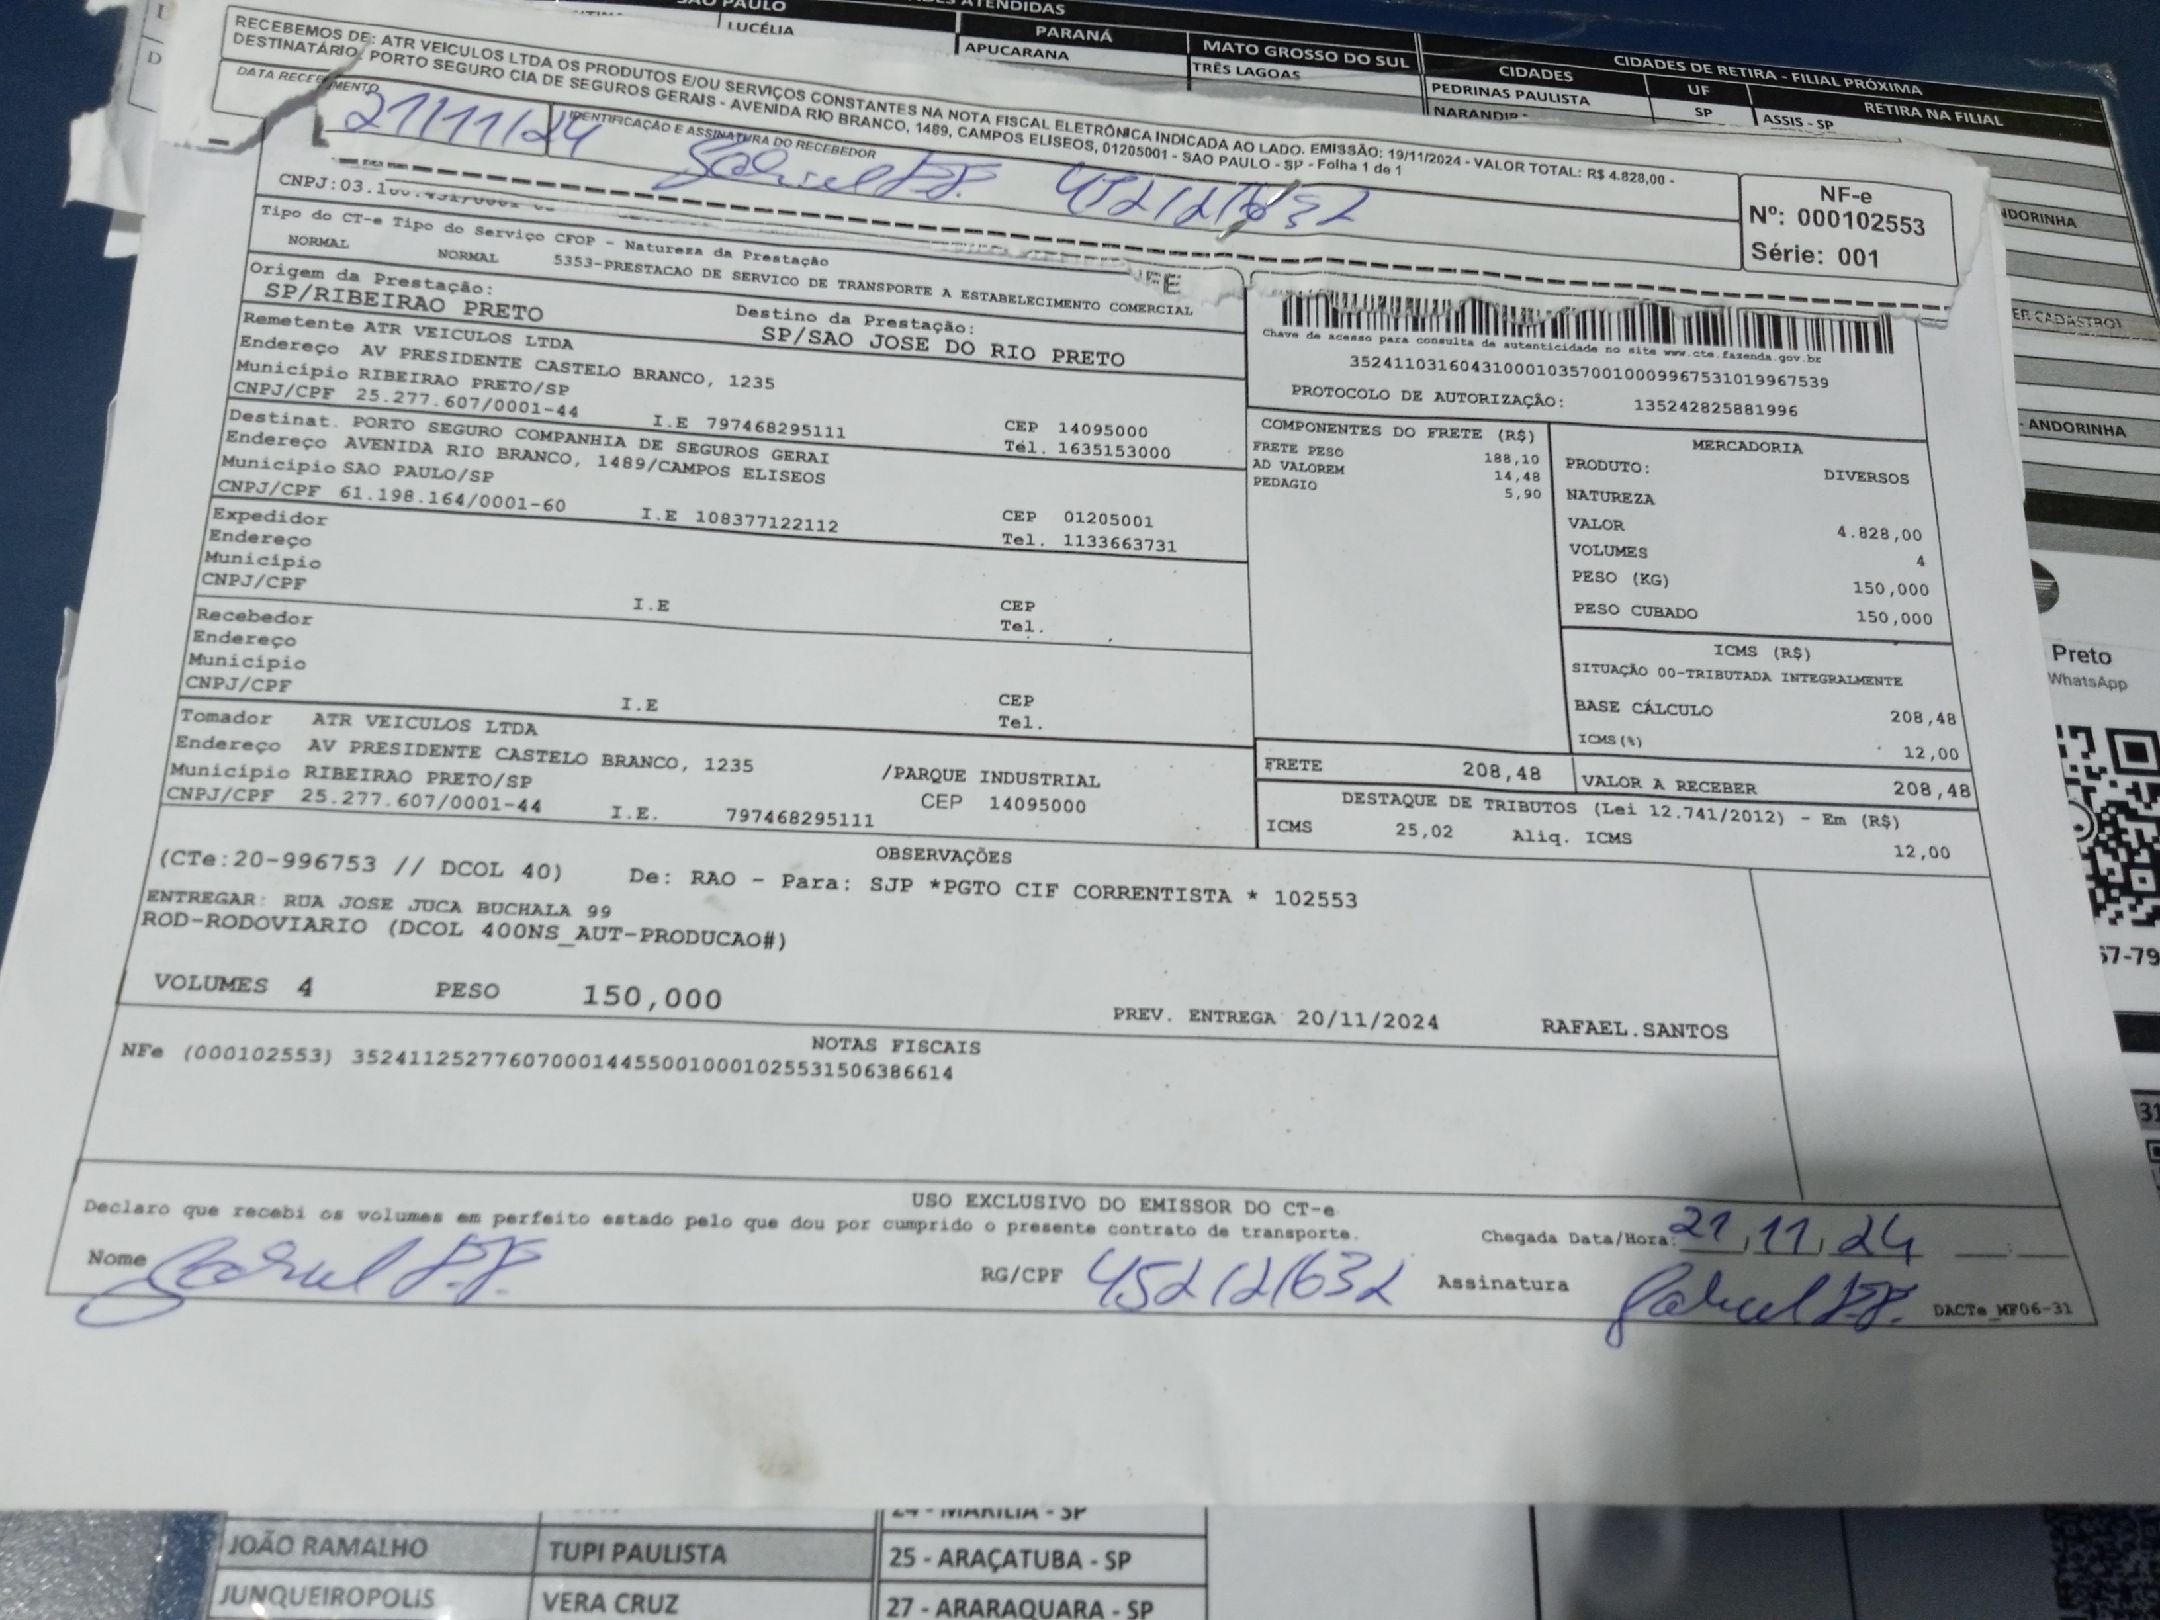 SÃO PAULO
ATENDIDAS
LUCÉLIA
PARANÁ
APUCARANA
MATO GROSSO DO SUL
TRÊS LAGOAS
CIDADES DE RETIRA - FILIAL PRÓXIMA
CIDADES
UF
RETIRA NA FILIAL
PEDRINAS PAULISTA
SP
ASSIS - SP
RECEBEMOS DE: ATR VEICULOS LTDA OS PRODUTOS E/OU SERVIÇOS CONSTANTES NA NOTA FISCAL ELETRÔNICA INDICADA AO LADO. EMISSÃO: 19/11/2024 - VALOR TOTAL: R$ 4.828,00 -
DESTINATÁRIO: PORTO SEGURO CIA DE SEGUROS GERAIS - AVENIDA RIO BRANCO, 1489, CAMPOS ELISEOS, 01205001 - SAO PAULO - SP - Folha 1 de 1
DATA RECEBIMENTO
21/11/24
IDENTIFICAÇÃO E ASSINATURA DO RECEBEDOR
Gabriel F.F.
NF-e
Nº: 000102553
Série: 001
Tipo do CT-e Tipo do Serviço CFOP - Natureza da Prestação
NORMAL NORMAL 5353-PRESTACAO DE SERVICO DE TRANSPORTE A ESTABELECIMENTO COMERCIAL
Origem da Prestação:
SP/RIBEIRAO PRETO
Destino da Prestação:
SP/SAO JOSE DO RIO PRETO
Remetente ATR VEICULOS LTDA
Endereço AV PRESIDENTE CASTELO BRANCO, 1235
Município RIBEIRAO PRETO/SP CEP 14095000
CNPJ/CPF 25.277.607/0001-44 I.E 797468295111 Tél. 1635153000
Destinat. PORTO SEGURO COMPANHIA DE SEGUROS GERAI
Endereço AVENIDA RIO BRANCO, 1489/CAMPOS ELISEOS
Município SAO PAULO/SP CEP 01205001
CNPJ/CPF 61.198.164/0001-60 I.E 108377122112 Tel. 1133663731
Expedidor
Endereço
Município CEP
CNPJ/CPF I.E Tel.
Recebedor
Endereço
Município CEP
CNPJ/CPF I.E Tel.
Tomador ATR VEICULOS LTDA
Endereço AV PRESIDENTE CASTELO BRANCO, 1235 /PARQUE INDUSTRIAL
Município RIBEIRAO PRETO/SP CEP 14095000
CNPJ/CPF 25.277.607/0001-44 I.E. 797468295111
Chave de acesso para consulta de autenticidade no site www.cte.fazenda.gov.br
35241103160431000103570010009967531019967539
PROTOCOLO DE AUTORIZAÇÃO: 135242825881996
COMPONENTES DO FRETE (R$)
FRETE PESO 188,10
AD VALOREM 14,48
PEDAGIO 5,90
MERCADORIA
PRODUTO: DIVERSOS
NATUREZA
VALOR 4.828,00
VOLUMES 4
PESO (KG) 150,000
PESO CUBADO 150,000
ICMS (R$)
SITUAÇÃO 00-TRIBUTADA INTEGRALMENTE
BASE CÁLCULO 208,48
ICMS(%) 12,00
FRETE 208,48 VALOR A RECEBER 208,48
DESTAQUE DE TRIBUTOS (Lei 12.741/2012) - Em (R$)
ICMS 25,02 Aliq. ICMS 12,00
OBSERVAÇÕES
(CTe:20-996753 // DCOL 40) De: RAO - Para: SJP *PGTO CIF CORRENTISTA * 102553
ENTREGAR: RUA JOSE JUCA BUCHALA 99
ROD-RODOVIARIO (DCOL 400NS_AUT-PRODUCAO#)
VOLUMES 4 PESO 150,000
PREV. ENTREGA 20/11/2024 RAFAEL.SANTOS
NOTAS FISCAIS
NFe (000102553) 35241125277607000144550010001025531506386614
USO EXCLUSIVO DO EMISSOR DO CT-e
Declaro que recebi os volumes em perfeito estado pelo que dou por cumprido o presente contrato de transporte.
Chegada Data/Hora: 21,11,24
Nome Gabriel F.F. RG/CPF 452121632 Assinatura Gabriel F.F.
DACTe_MF06-31
ANDORINHA
Preto
WhatsApp
57-79
JOÃO RAMALHO
TUPI PAULISTA
25 - ARAÇATUBA - SP
JUNQUEIROPOLIS
VERA CRUZ
27 - ARARAQUARA - SP